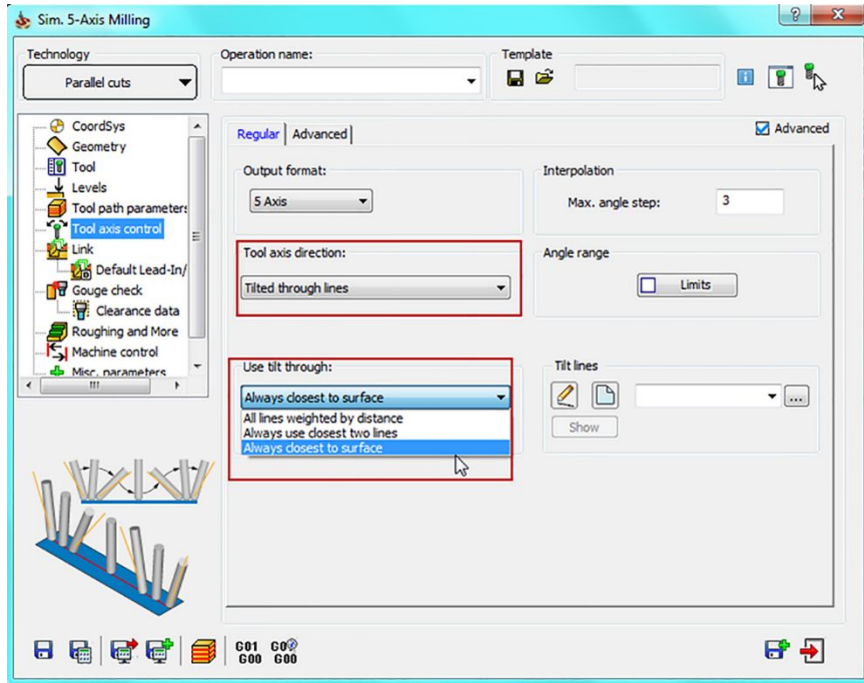 Sim. 5-Axis Milling
Technology
Operation name:
Template
Parallel cuts
CoordSys
Geometry
Tool
Levels
Tool path parameters
Tool axis control
Link
Default Lead-In/
Gouge check
Clearance data
Roughing and More
Machine control
Misc. parameters
Regular
Advanced
Advanced
Output format:
5 Axis
Interpolation
Max. angle step:
3
Tool axis direction:
Tilted through lines
Angle range
Limits
Use tilt through:
Always closest to surface
All lines weighted by distance
Always use closest two lines
Always closest to surface
Tilt lines
...
Show
G01 G0
G00 G00